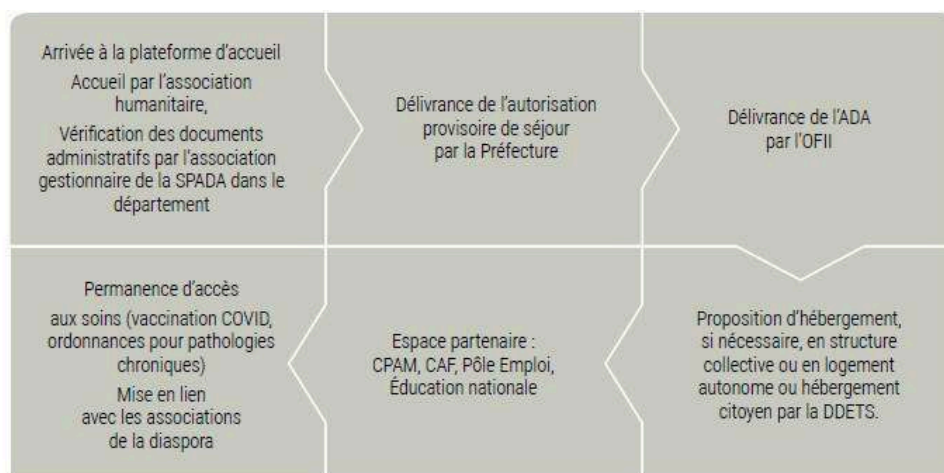 Arrivée à la plateforme d'accueil
Accueil par l'association
humanitaire,
Vérification des documents
administratifs par l'association
gestionnaire de la SPADA dans le
département
Délivrance de l'autorisation
provisoire de séjour
par la Préfecture
Délivrance de l'ADA
par l'OFII
Proposition d'hébergement,
si nécessaire, en structure
collective ou en logement
autonome ou hébergement
citoyen par la DDETS.
Espace partenaire :
CPAM, CAF, Pôle Emploi,
Éducation nationale
Permanence d'accès
aux soins (vaccination COVID,
ordonnances pour pathologies
chroniques)
Mise en lien
avec les associations
de la diaspora